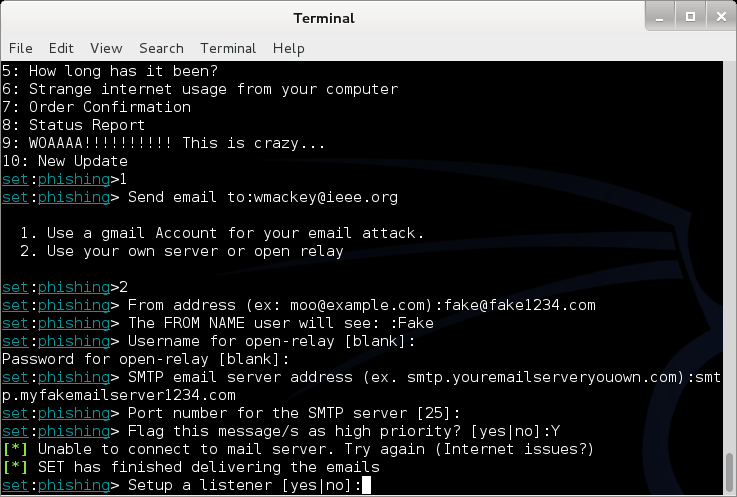 Terminal
File Edit View Search Terminal Help
5: How long has it been?
6: Strange internet usage from your computer
7: Order Confirmation
8: Status Report
9: WOAAAA!!!!!!!!!! This is crazy...
10: New Update
set:phishing>1
set:phishing> Send email to:wmackey@ieee.org
1. Use a gmail Account for your email attack.
2. Use your own server or open relay
set:phishing>2
set:phishing> From address (ex: moo@example.com):fake@fake1234.com
set:phishing> The FROM NAME user will see: :Fake
set:phishing> Username for open-relay [blank]:
Password for open-relay [blank]:
set:phishing> SMTP email server address (ex. smtp.youremailserveryouown.com):smt
p.myfakemailserver1234.com
set:phishing> Port number for the SMTP server [25]:
set:phishing> Flag this message/s as high priority? [yes|no]:Y
[*] Unable to connect to mail server. Try again (Internet issues?)
[*] SET has finished delivering the emails
set:phishing> Setup a listener [yes|no]: